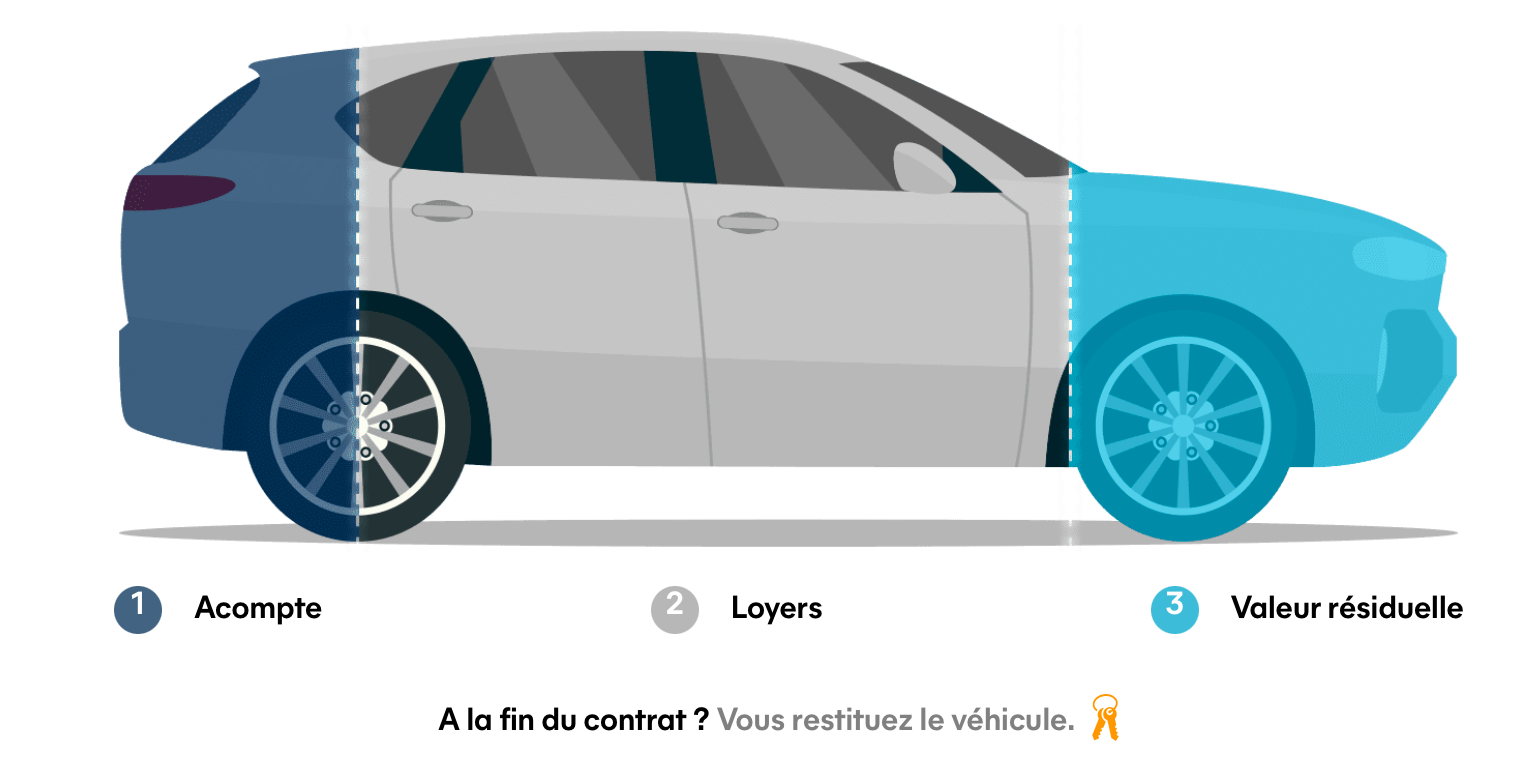 1 Acompte
2 Loyers
3 Valeur résiduelle
A la fin du contrat ? Vous restituez le véhicule.